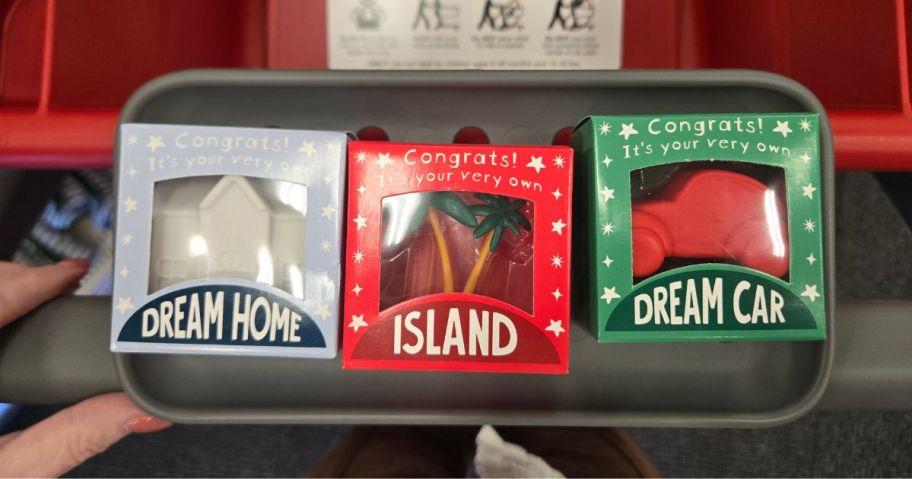 Congrats!
It's your very own
DREAM HOME
Congrats!
It's your very own
ISLAND
Congrats!
It's your very own
DREAM CAR